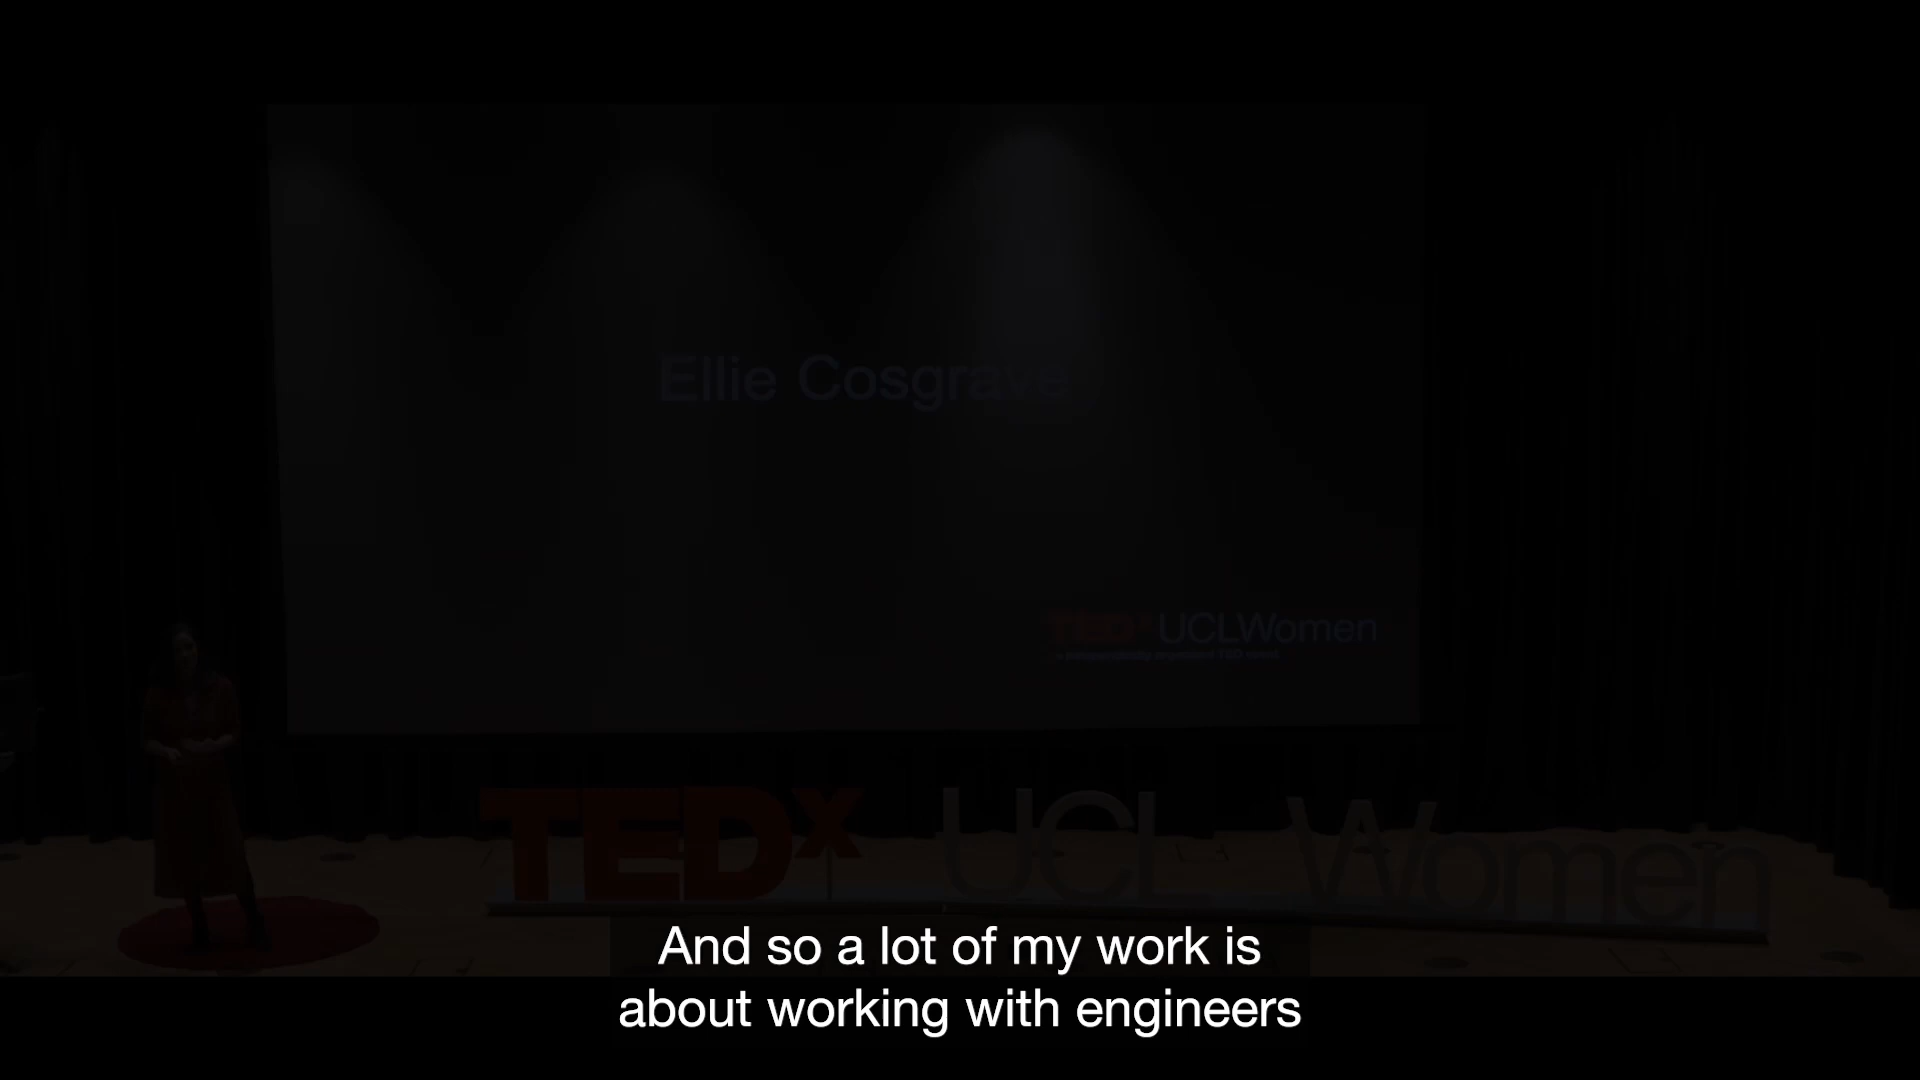 Ellie Cosgrave
TEDx UCLWomen
TEDx UCL Women
And so a lot of my work is
about working with engineers